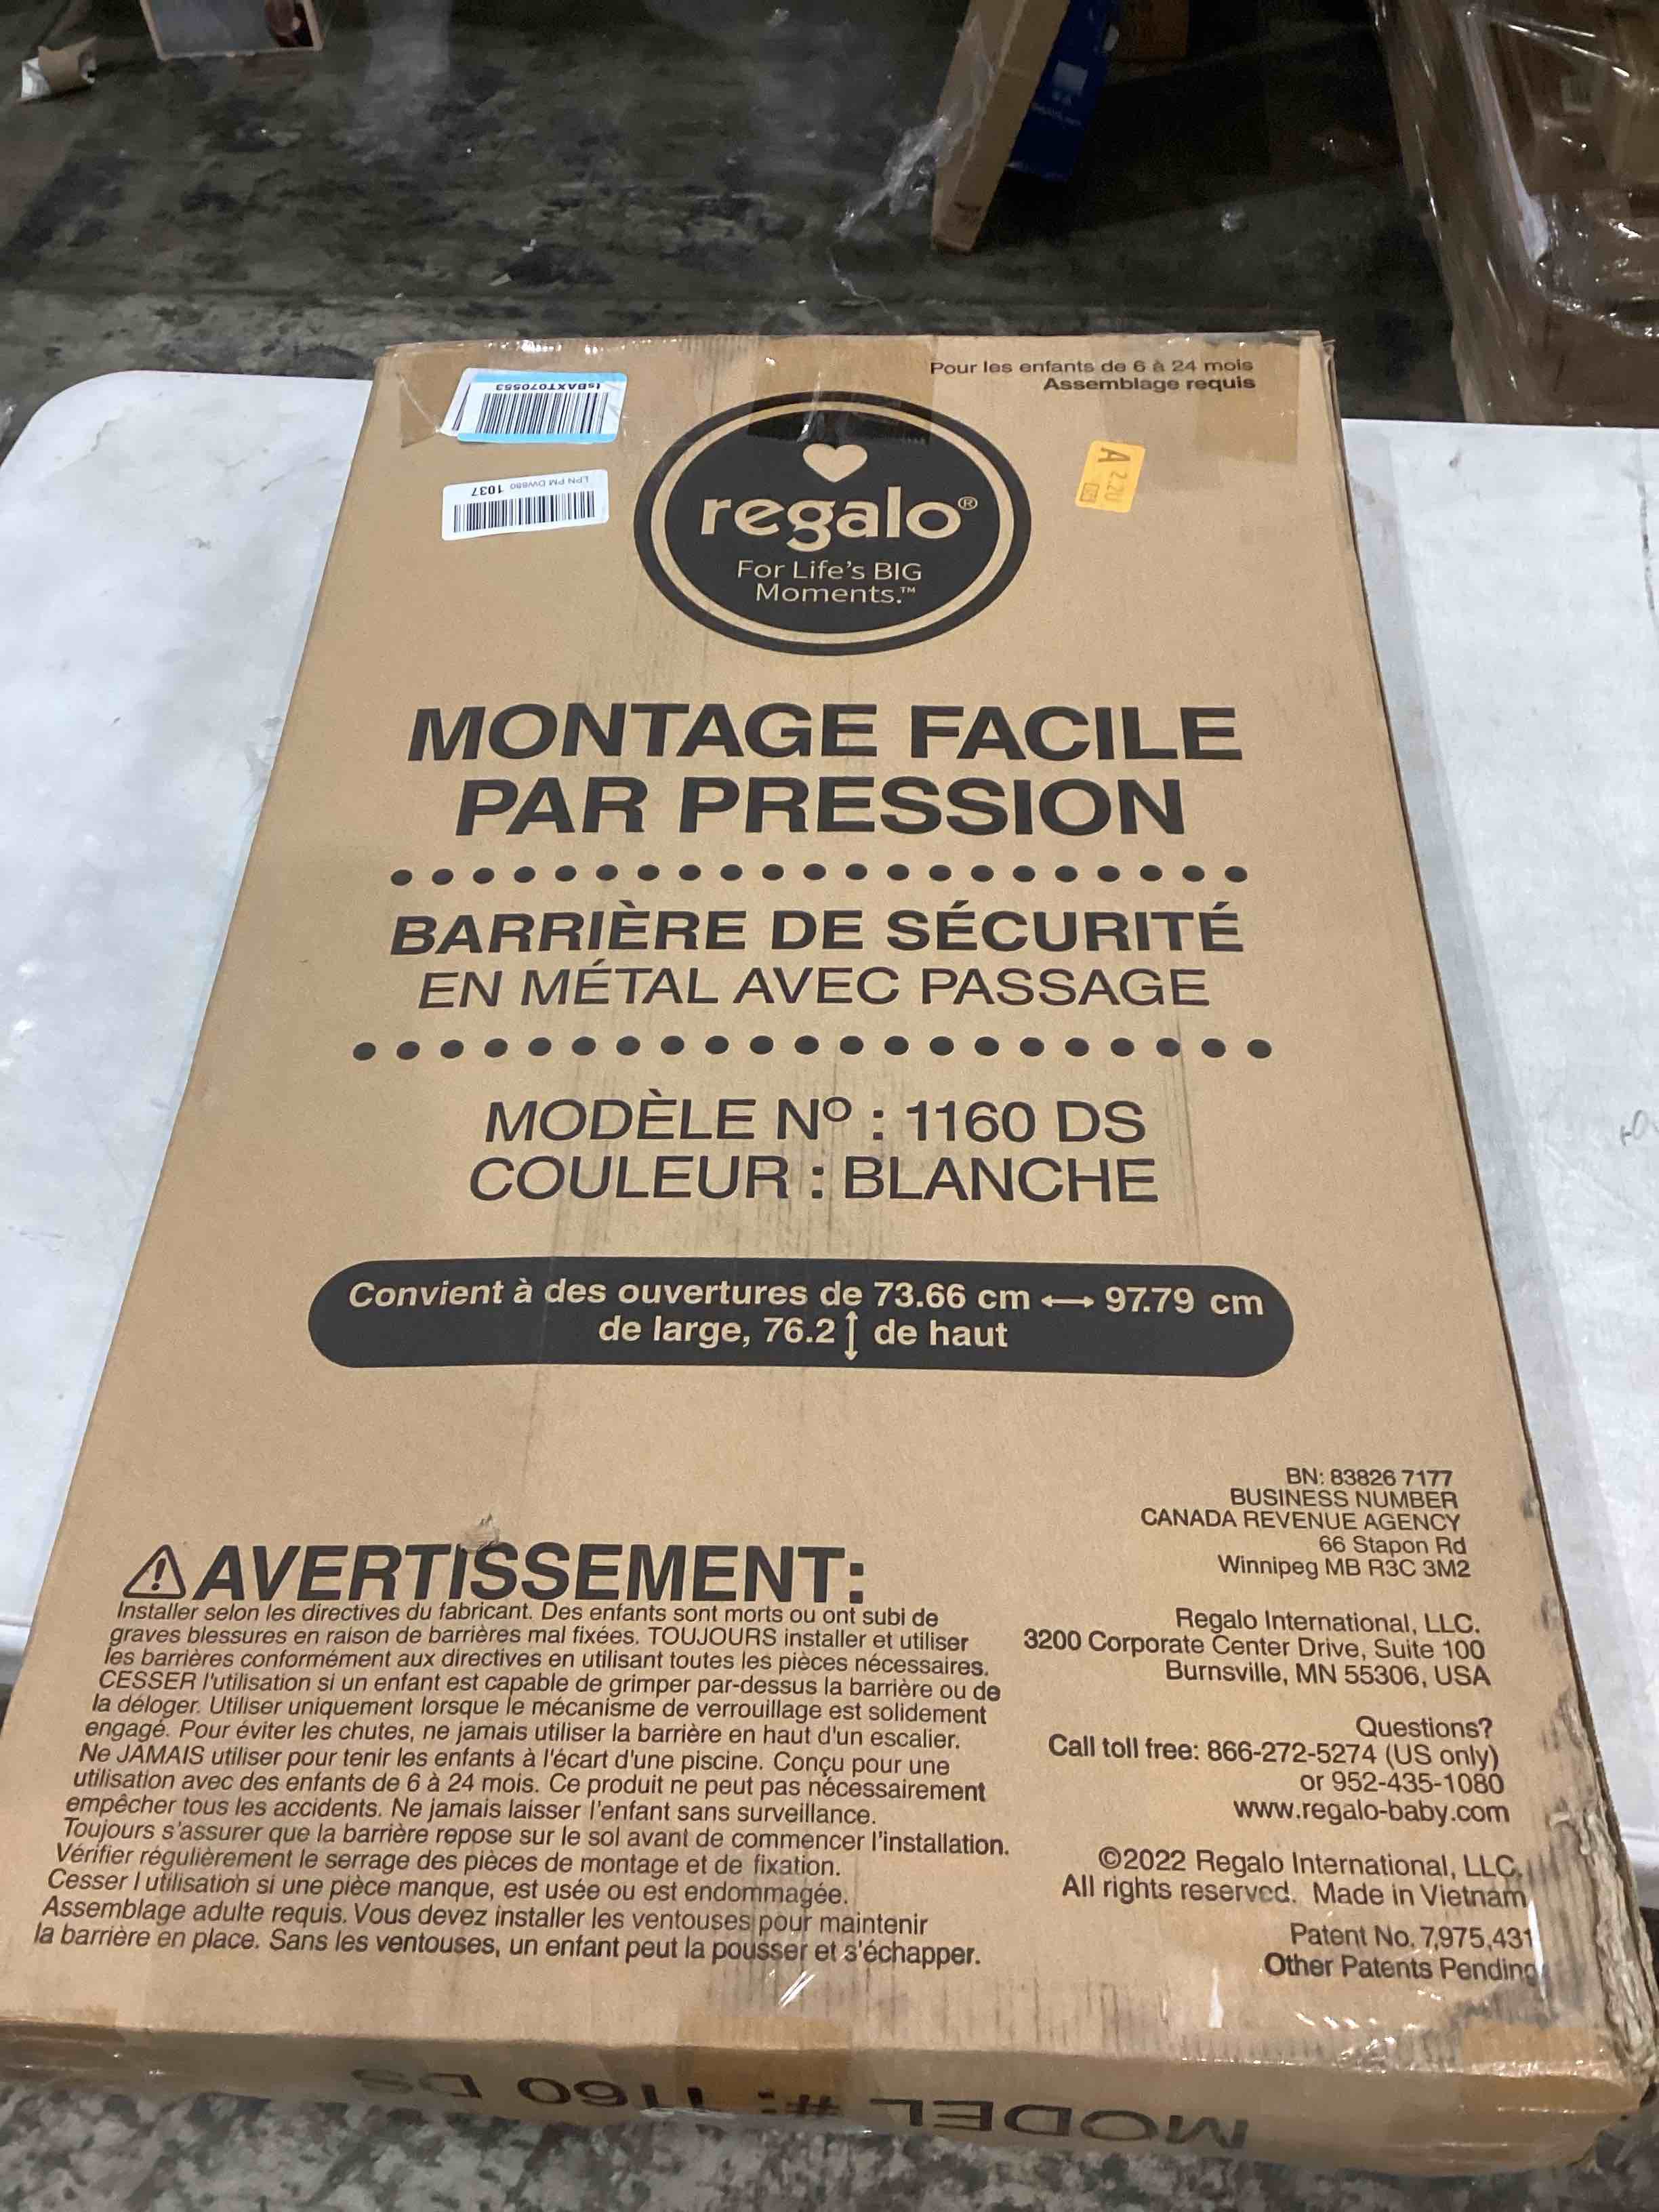 Pour les enfants de 6 à 24 mois
Assemblage requis
tsBAXT0707053
LPN PM DW880 1037
A 2.20
regalo®
For Life's BIG
Moments.™
MONTAGE FACILE
PAR PRESSION
BARRIÈRE DE SÉCURITÉ
EN MÉTAL AVEC PASSAGE
MODÈLE Nº : 1160 DS
COULEUR : BLANCHE
Convient à des ouvertures de 73.66 cm ⟷ 97.79 cm
de large, 76.2 ↕ de haut
BN: 83826 7177
BUSINESS NUMBER
CANADA REVENUE AGENCY
66 Stapon Rd
Winnipeg MB R3C 3M2
Regalo International, LLC.
3200 Corporate Center Drive, Suite 100
Burnsville, MN 55306, USA
Questions?
Call toll free: 866-272-5274 (US only)
or 952-435-1080
www.regalo-baby.com
©2022 Regalo International, LLC.
All rights reserved. Made in Vietnam
Patent No. 7,975,431
Other Patents Pending
⚠AVERTISSEMENT:
Installer selon les directives du fabricant. Des enfants sont morts ou ont subi de
graves blessures en raison de barrières mal fixées. TOUJOURS installer et utiliser
les barrières conformément aux directives en utilisant toutes les pièces nécessaires.
CESSER l'utilisation si un enfant est capable de grimper par-dessus la barrière ou de
la déloger. Utiliser uniquement lorsque le mécanisme de verrouillage est solidement
engagé. Pour éviter les chutes, ne jamais utiliser la barrière en haut d'un escalier.
Ne JAMAIS utiliser pour tenir les enfants à l'écart d'une piscine. Conçu pour une
utilisation avec des enfants de 6 à 24 mois. Ce produit ne peut pas nécessairement
empêcher tous les accidents. Ne jamais laisser l'enfant sans surveillance.
Toujours s'assurer que la barrière repose sur le sol avant de commencer l'installation.
Vérifier régulièrement le serrage des pièces de montage et de fixation.
Cesser l'utilisation si une pièce manque, est usée ou est endommagée.
Assemblage adulte requis. Vous devez installer les ventouses pour maintenir
la barrière en place. Sans les ventouses, un enfant peut la pousser et s'échapper.
MODEL #: 1160 DS